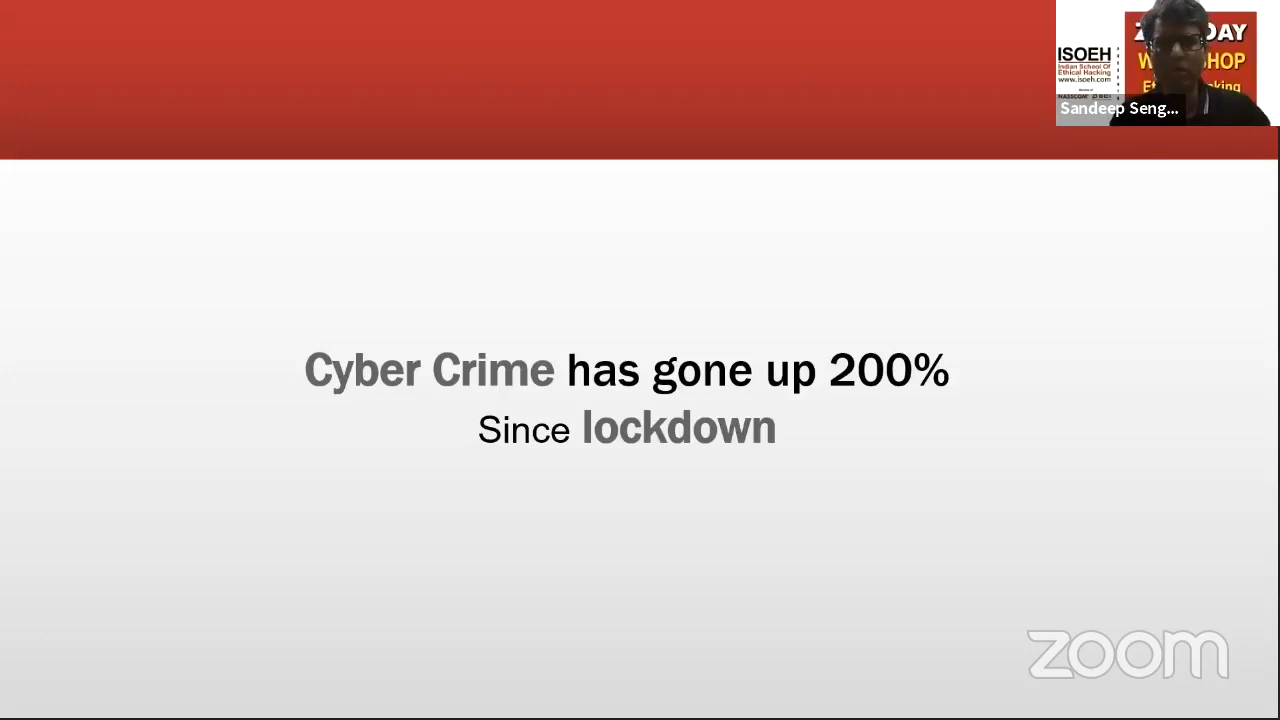 ISOEH
Indian School Of
Ethical Hacking
www.isoeh.com
DAY
HOP
Sandeep Seng...
Cyber Crime has gone up 200%
Since lockdown
zoom